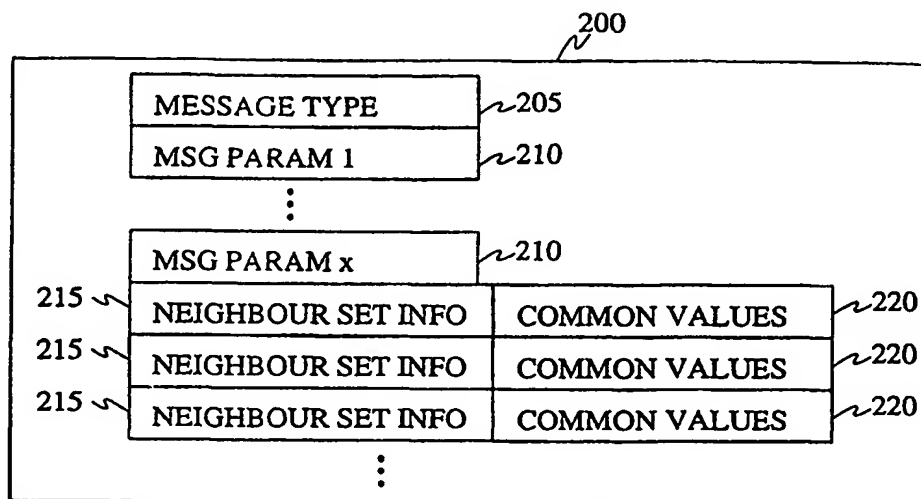 200
MESSAGE TYPE 205
MSG PARAM 1 210
MSG PARAM x 210
215 NEIGHBOUR SET INFO COMMON VALUES 220
215 NEIGHBOUR SET INFO COMMON VALUES 220
215 NEIGHBOUR SET INFO COMMON VALUES 220